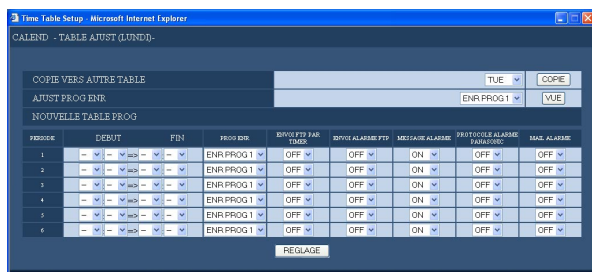 Time Table Setup - Microsoft Internet Explorer
CALEND - TABLE AJUST (LUNDI)-
COPIE VERS AUTRE TABLE TUE COPIE
AJUST PROG ENR ENR PROG 1 VUE
NOUVELLE TABLE PROG
PERIODE DEBUT FIN PROG ENR ENVOI FTP PAR TIMER ENVOI ALARME FTP MESSAGE ALARME PROTOCOLE ALARME PANASONIC MAIL ALARME
1 -- : -- => -- : -- ENR PROG 1 OFF OFF ON OFF OFF
2 -- : -- => -- : -- ENR PROG 1 OFF OFF ON OFF OFF
3 -- : -- => -- : -- ENR PROG 1 OFF OFF ON OFF OFF
4 -- : -- => -- : -- ENR PROG 1 OFF OFF ON OFF OFF
5 -- : -- => -- : -- ENR PROG 1 OFF OFF ON OFF OFF
6 -- : -- => -- : -- ENR PROG 1 OFF OFF ON OFF OFF
REGLAGE